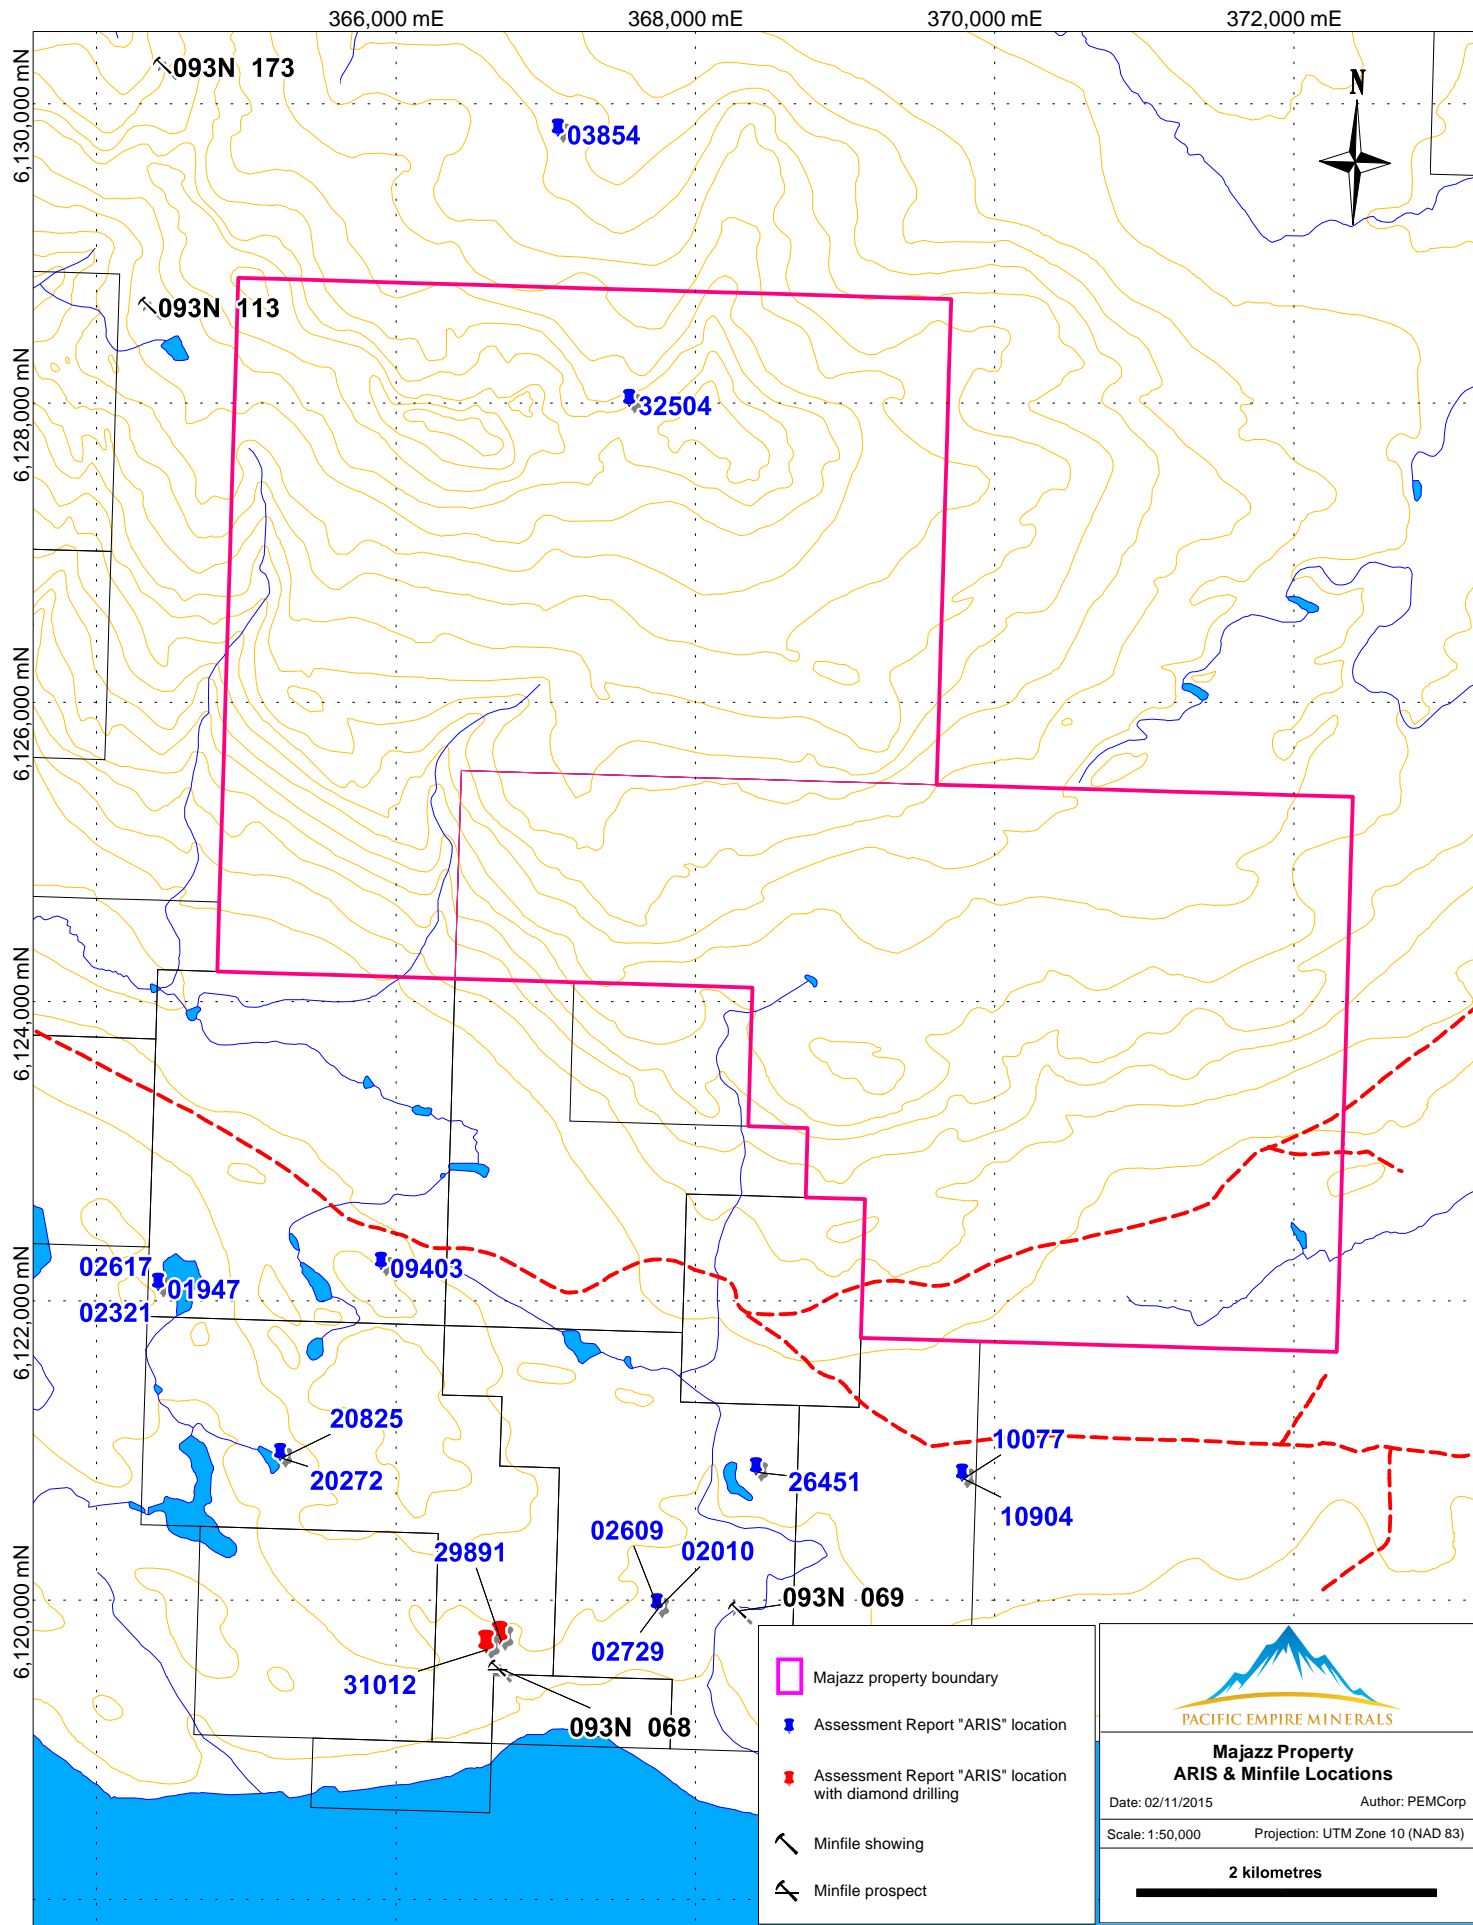 366,000 mE
368,000 mE
370,000 mE
372,000 mE
6,130,000 mN
6,128,000 mN
6,126,000 mN
6,124,000 mN
6,122,000 mN
6,120,000 mN
093N 173
N
03854
093N 113
32504
02617
01947
02321
09403
20825
20272
10077
26451
10904
02609
02010
29891
093N 069
02729
31012
093N 068
Majazz property boundary
Assessment Report "ARIS" location
Assessment Report "ARIS" location
with diamond drilling
Minfile showing
Minfile prospect
PACIFIC EMPIRE MINERALS
Majazz Property
ARIS & Minfile Locations
Date: 02/11/2015 Author: PEMCorp
Scale: 1:50,000 Projection: UTM Zone 10 (NAD 83)
2 kilometres